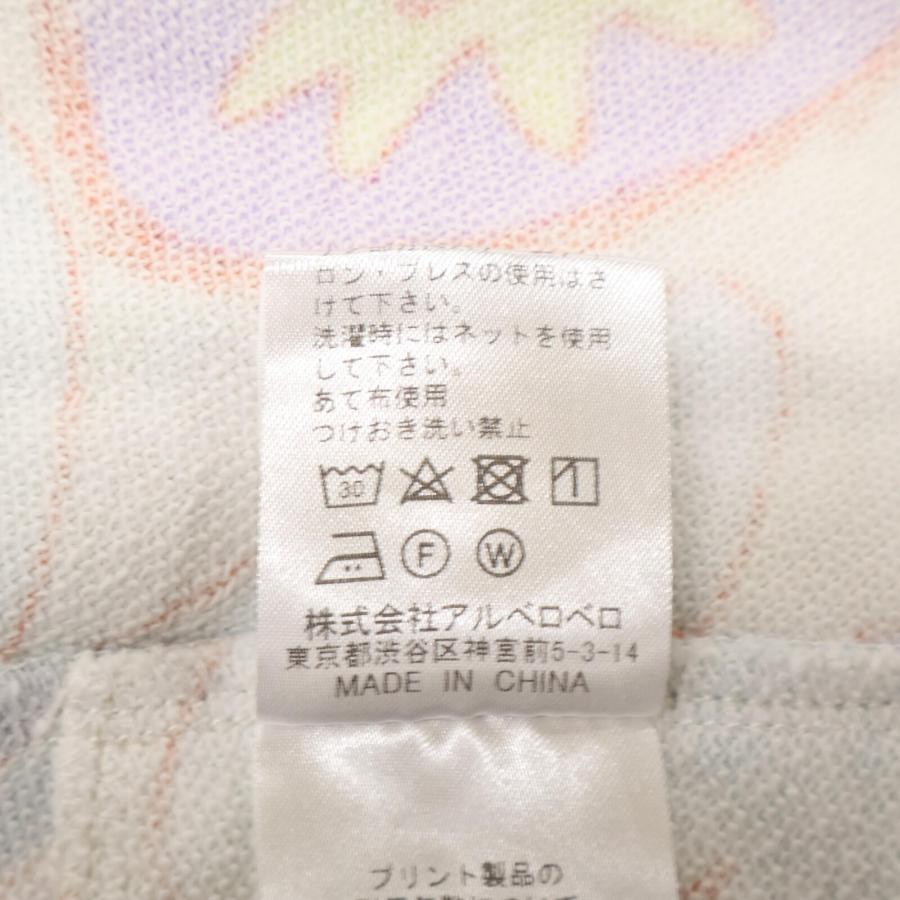 ロン・プレスの使用はさ
けて下さい。
洗濯時にはネットを使用
して下さい。
あて布使用
つけおき洗い禁止
30
F W
株式会社アルベロベロ
東京都渋谷区神宮前5-3-14
MADE IN CHINA
プリント製品の